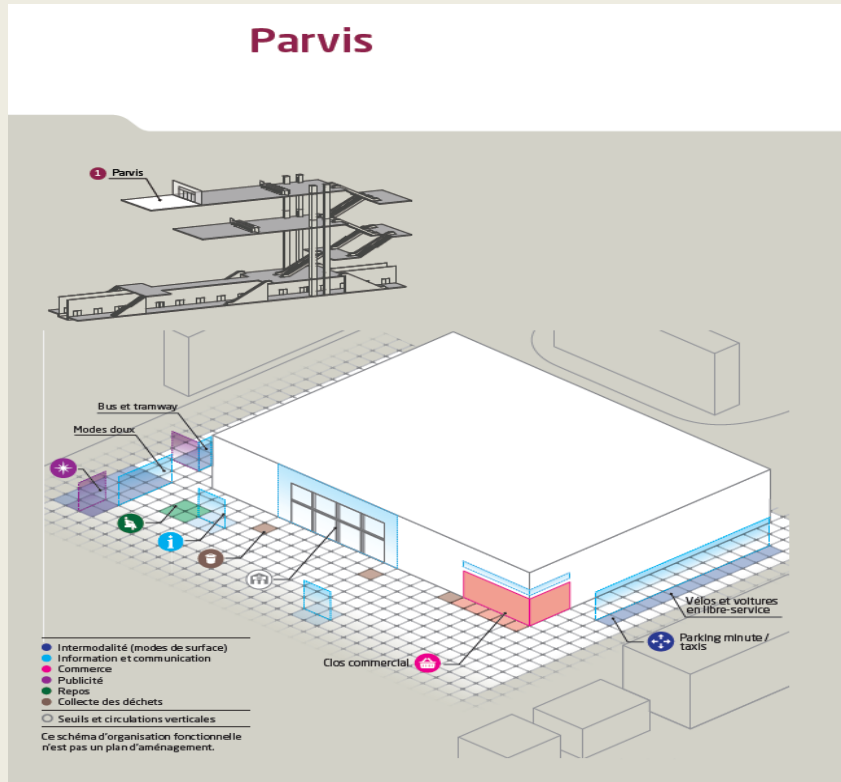 Parvis
1 Parvis
Bus et tramway
Modes doux
i
Vélos et voitures
en libre-service
Parking minute /
taxis
Clos commercial
Intermodalité (modes de surface)
Information et communication
Commerce
Publicité
Repos
Collecte des déchets
Seuils et circulations verticales
Ce schéma d'organisation fonctionnelle
n'est pas un plan d'aménagement.